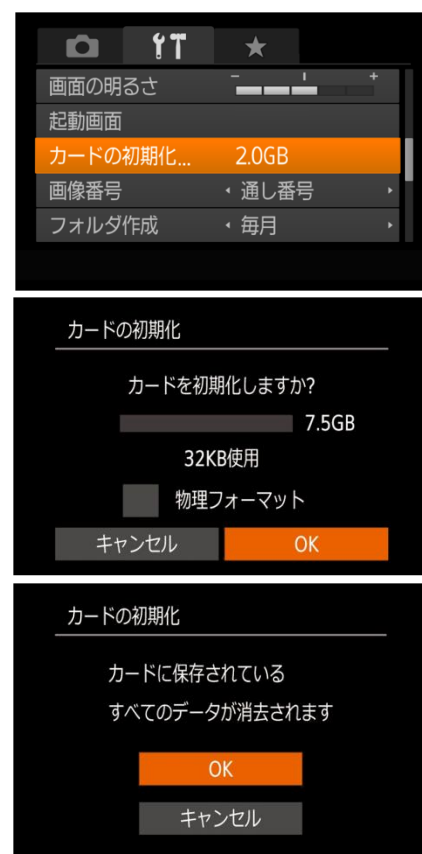 画面の明るさ - +
起動画面
カードの初期化... 2.0GB
画像番号 通し番号
フォルダ作成 毎月
カードの初期化
カードを初期化しますか?
7.5GB
32KB使用
物理フォーマット
キャンセル OK
カードの初期化
カードに保存されている
すべてのデータが消去されます
OK
キャンセル